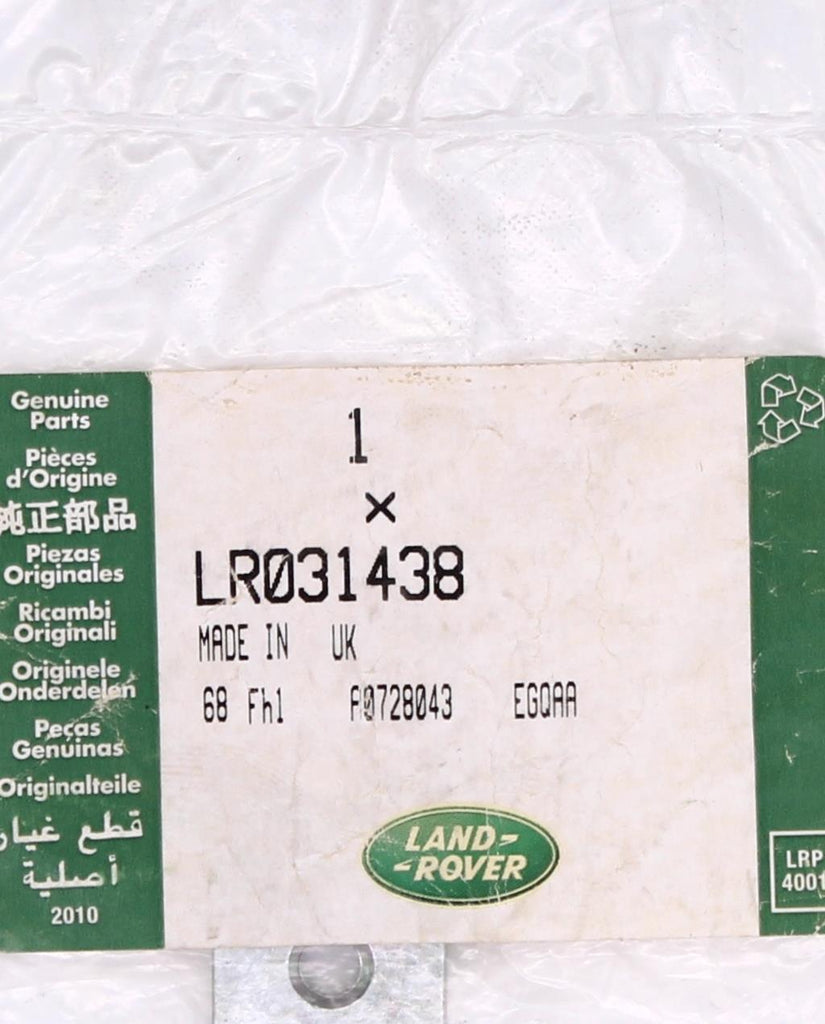 Genuine
Parts
Pièces
d'Origine
純正部品
Piezas
Originales
Ricambi
Originali
Originele
Onderdelen
Peças
Genuinas
Originalteile
قطع غيار
أصلية
2010
1
×
LR031438
MADE IN UK
68 Fh1 A0728043 EGQAA
LAND-
-ROVER
LRP
4001